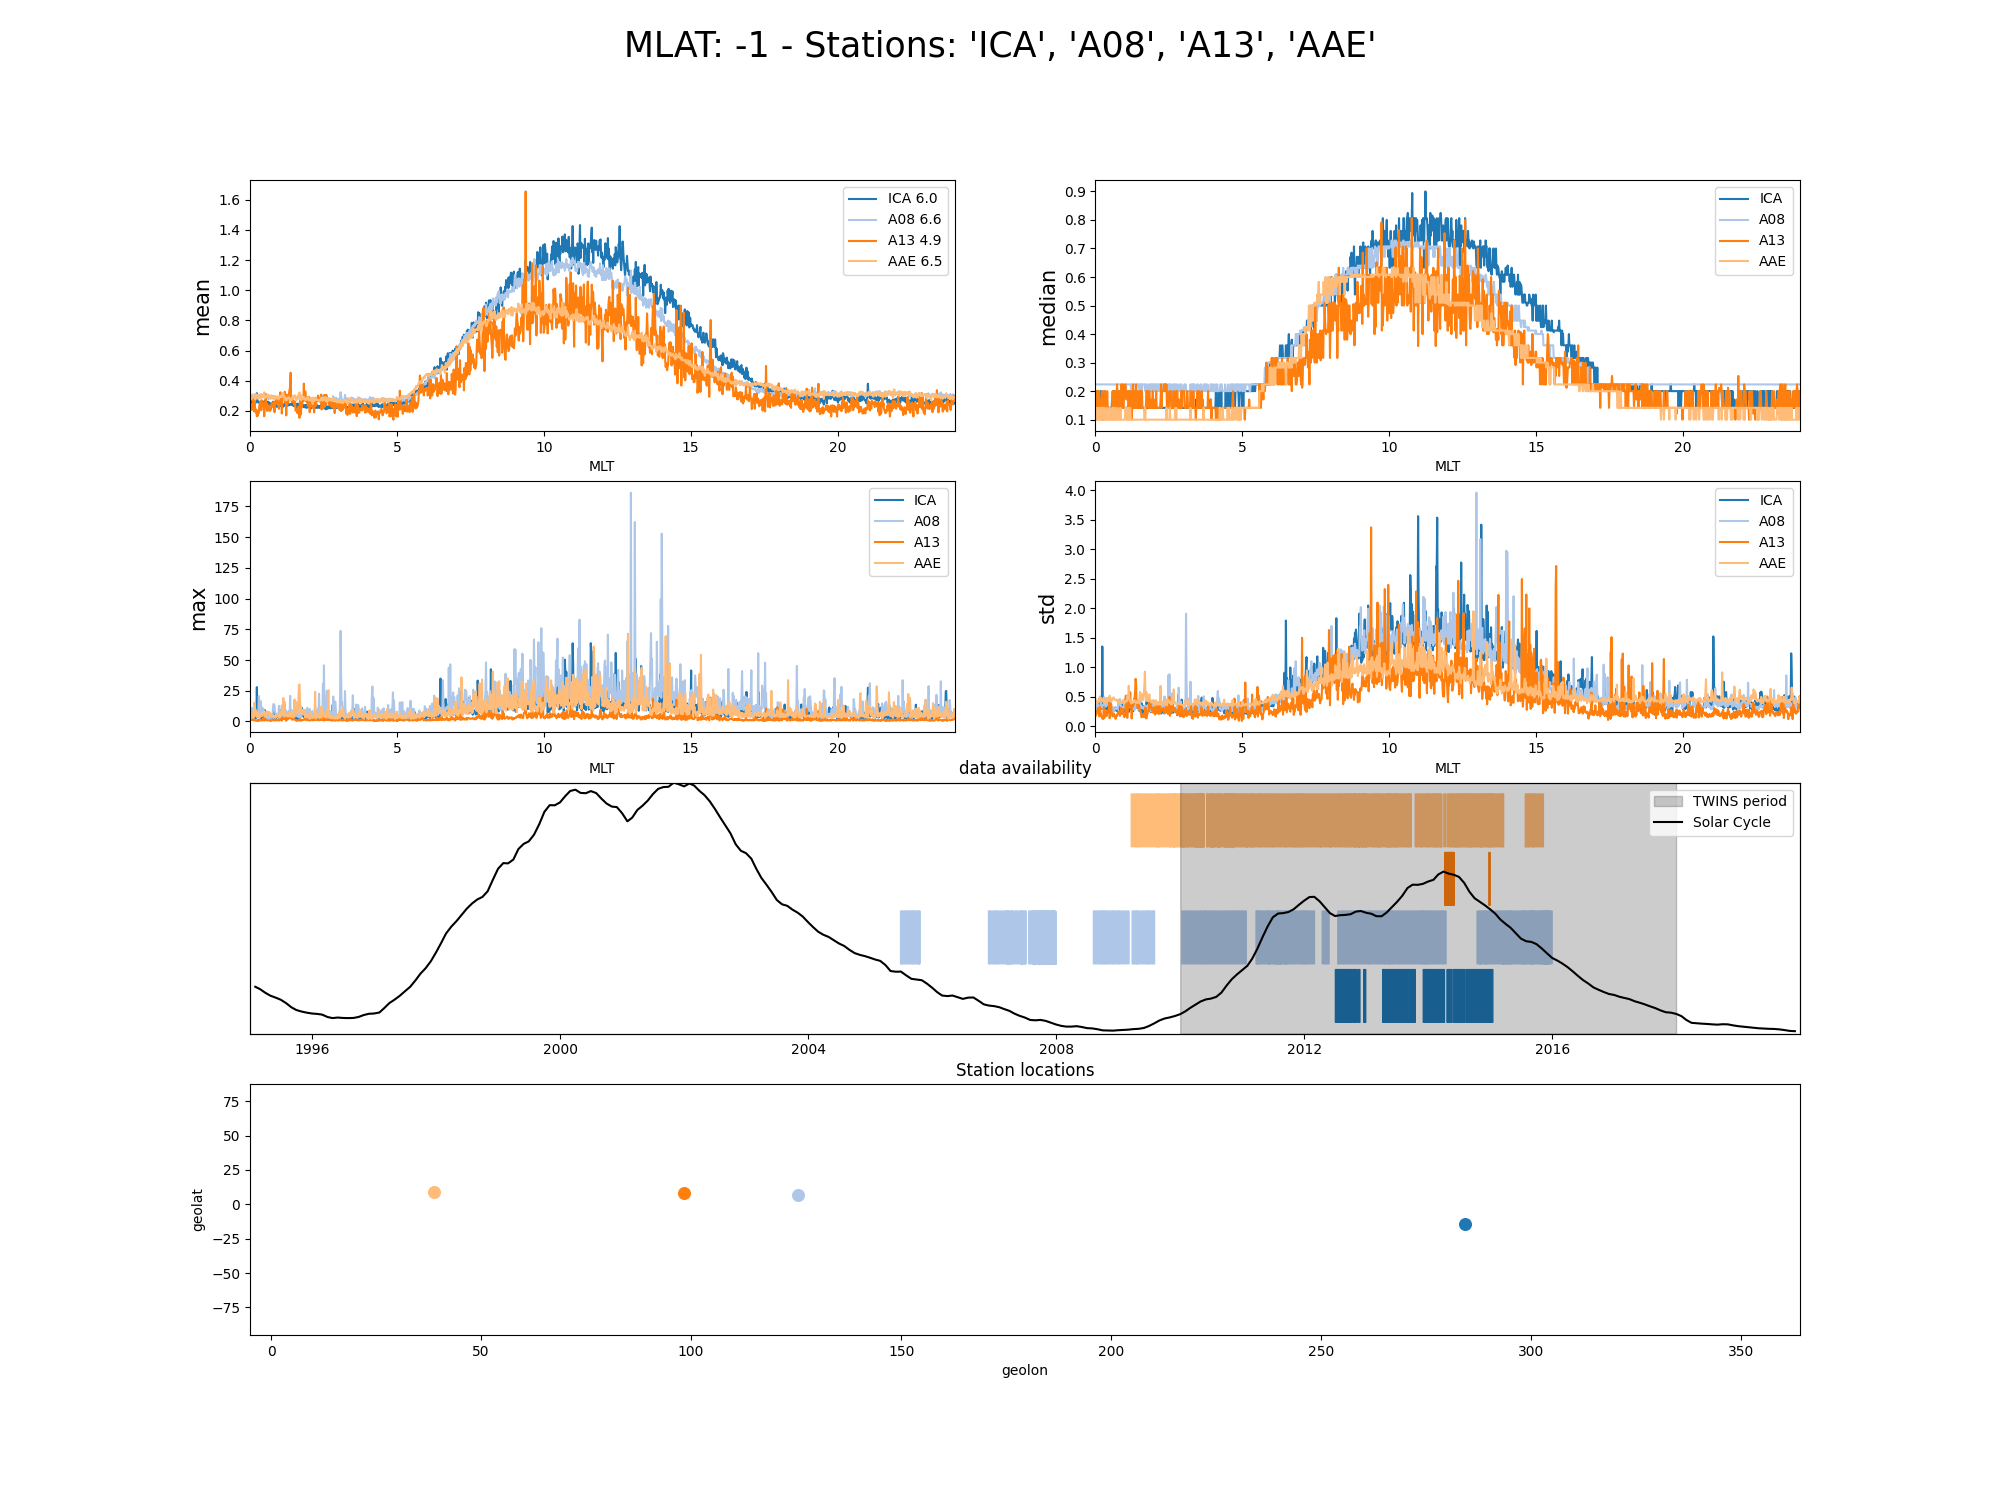 MLAT: -1 - Stations: 'ICA', 'A08', 'A13', 'AAE'
mean
1.6
1.4
1.2
1.0
0.8
0.6
0.4
0.2
ICA 6.0
A08 6.6
A13 4.9
AAE 6.5
0 5 10 15 20
MLT
median
0.9
0.8
0.7
0.6
0.5
0.4
0.3
0.2
0.1
ICA
A08
A13
AAE
0 5 10 15 20
MLT
max
175
150
125
100
75
50
25
0
ICA
A08
A13
AAE
0 5 10 15 20
MLT
std
4.0
3.5
3.0
2.5
2.0
1.5
1.0
0.5
0.0
ICA
A08
A13
AAE
0 5 10 15 20
MLT
data availability
TWINS period
Solar Cycle
1996 2000 2004 2008 2012 2016
Station locations
geolat
75
50
25
0
−25
−50
−75
0 50 100 150 200 250 300 350
geolon